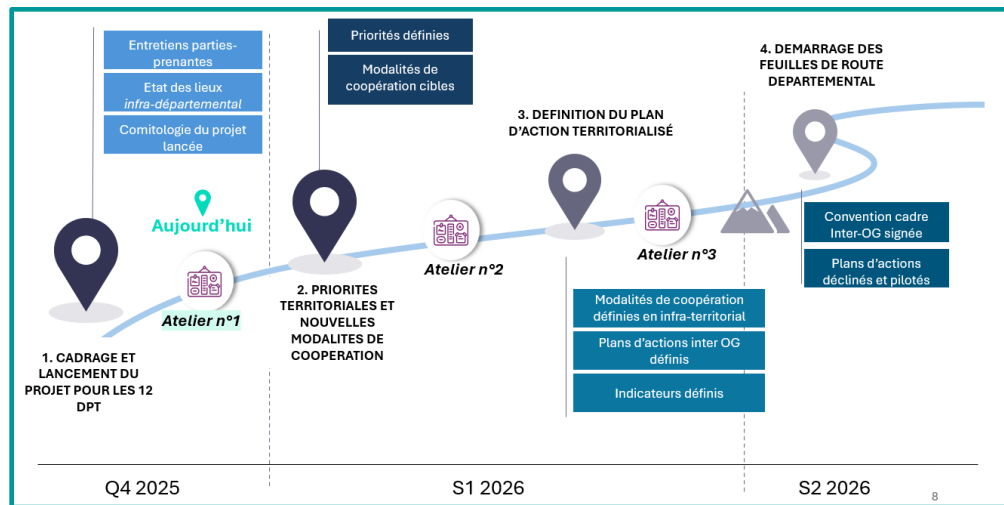 Entretiens parties-
prenantes
Etat des lieux
infra-départemental
Comitologie du projet
lancée
Priorités définies
Modalités de
coopération cibles
4. DEMARRAGE DES
FEUILLES DE ROUTE
DEPARTEMENTAL
3. DEFINITION DU PLAN
D'ACTION TERRITORIALISÉ
Aujourd'hui
Atelier n°1
Atelier n°2
Atelier n°3
Convention cadre
Inter-OG signée
Plans d'actions
déclinés et pilotés
1. CADRAGE ET
LANCEMENT DU
PROJET POUR LES 12
DPT
2. PRIORITES
TERRITORIALES ET
NOUVELLES
MODALITES DE
COOPERATION
Modalités de coopération
définies en infra-territorial
Plans d'actions inter OG
définis
Indicateurs définis
Q4 2025
S1 2026
S2 2026
8